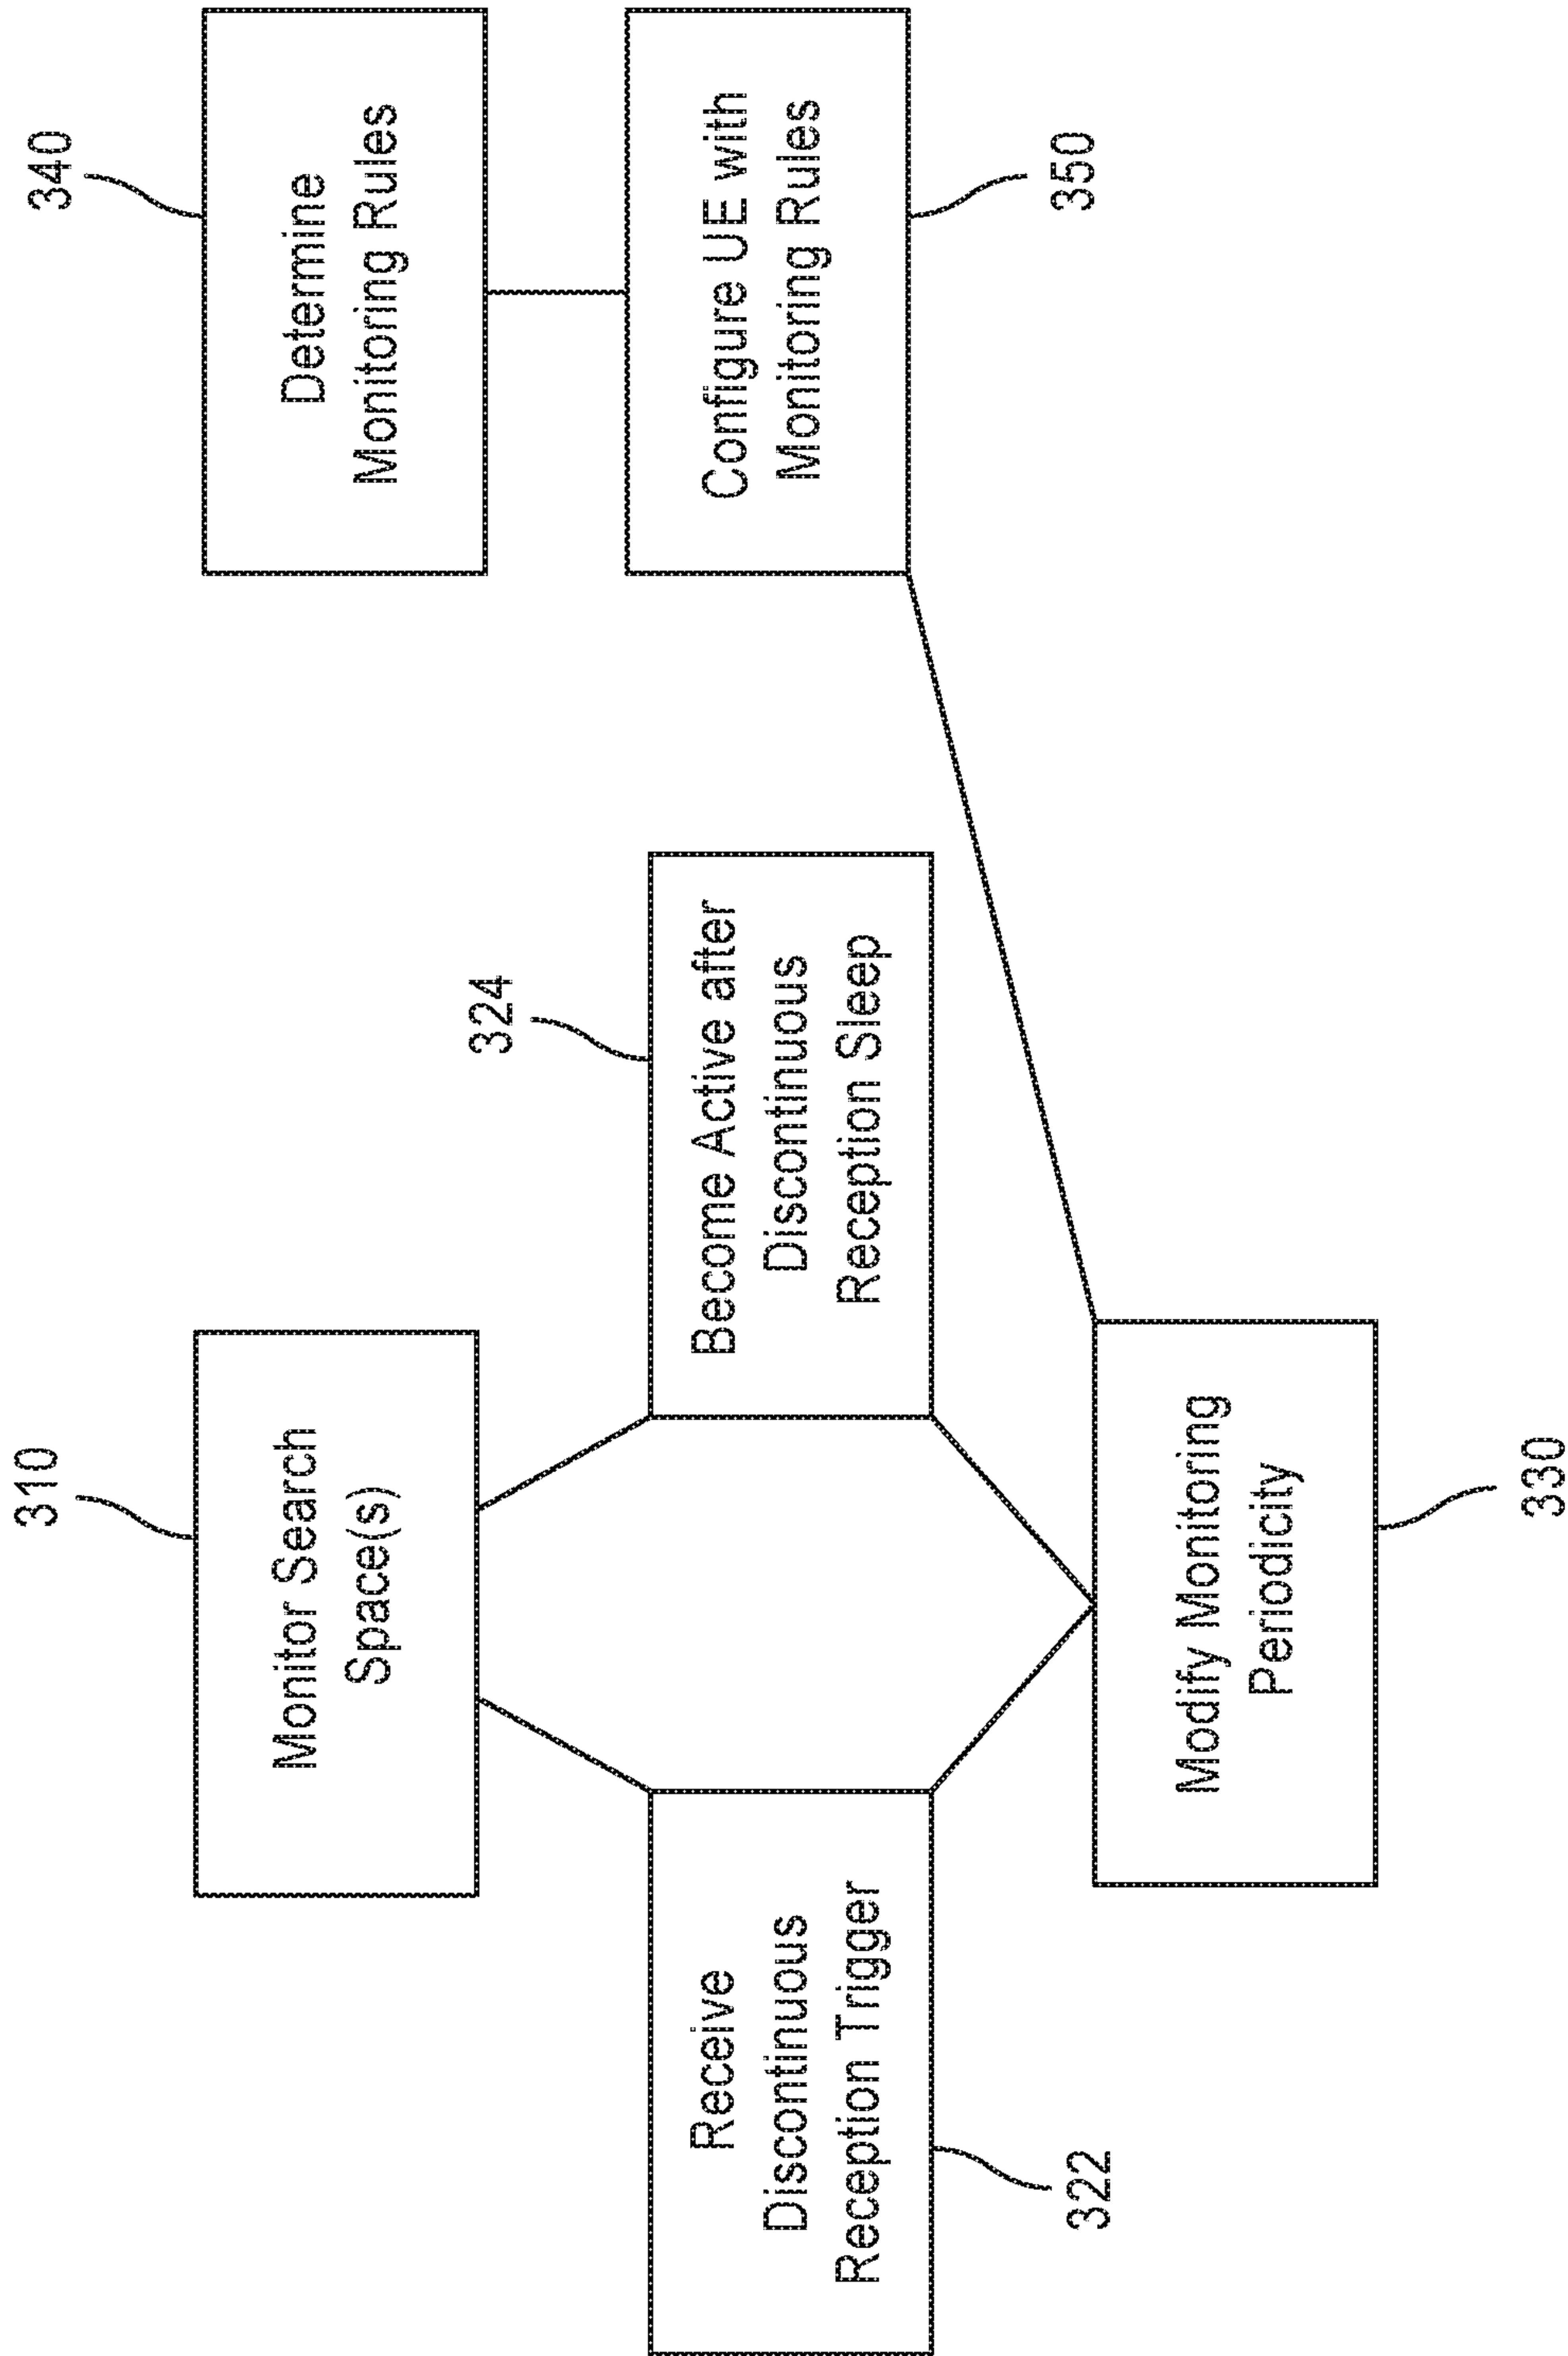 310
Monitor Search
Space(s)
340
Determine
Monitoring Rules
324
Receive
Discontinuous
Reception Trigger
322
Become Active after
Discontinuous
Reception Sleep
Configure UE with
Monitoring Rules
350
Modify Monitoring
Periodicity
330